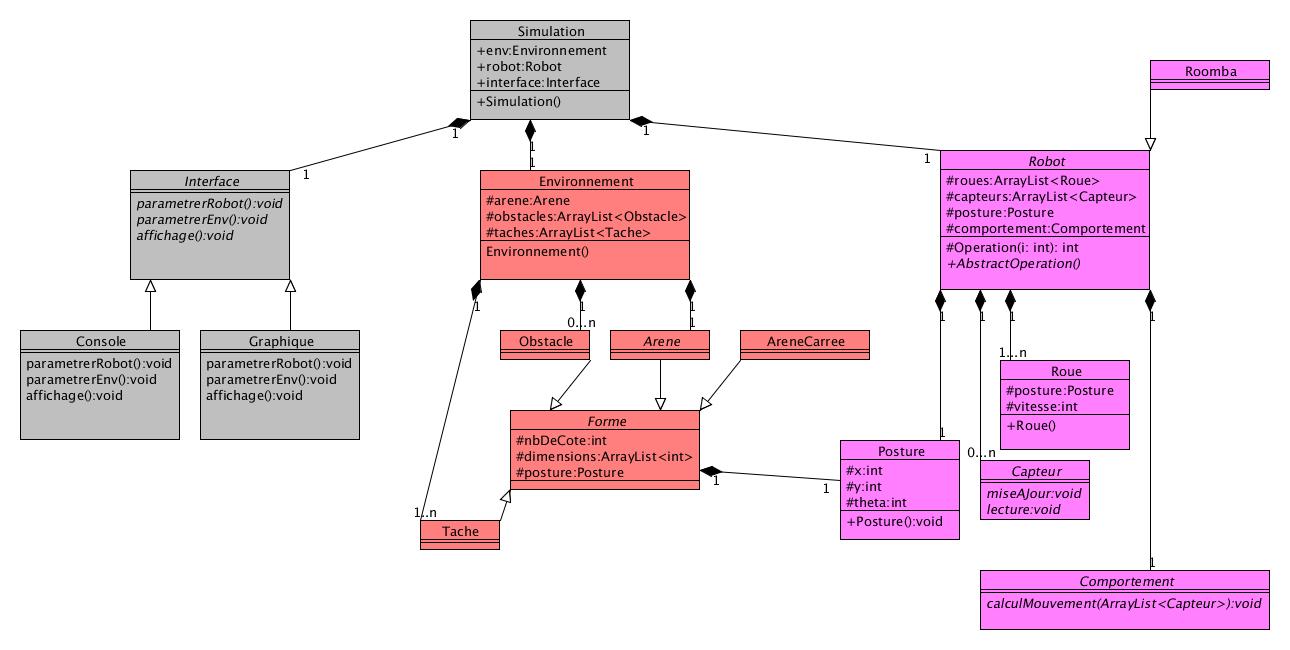 Simulation
+env:Environnement
+robot:Robot
+interface:Interface
+Simulation()
Roomba
1
1
1
1
1
1
Interface
parametrerRobot():void
parametrerEnv():void
affichage():void
Environnement
#arene:Arene
#obstacles:ArrayList<Obstacle>
#taches:ArrayList<Tache>
Environnement()
Robot
#roues:ArrayList<Roue>
#capteurs:ArrayList<Capteur>
#posture:Posture
#comportement:Comportement
#Operation(i: int): int
+AbstractOperation()
1
1
1
1
1
1
1
0...n
1
Console
parametrerRobot():void
parametrerEnv():void
affichage():void
Graphique
parametrerRobot():void
parametrerEnv():void
affichage():void
Obstacle
Arene
AreneCarree
1...n
Roue
#posture:Posture
#vitesse:int
+Roue()
Forme
#nbDeCote:int
#dimensions:ArrayList<int>
#posture:Posture
1
1
1
Posture
#x:int
#y:int
#theta:int
+Posture():void
0...n
Capteur
miseAJour:void
lecture:void
1..n
Tache
1
Comportement
calculMouvement(ArrayList<Capteur>):void